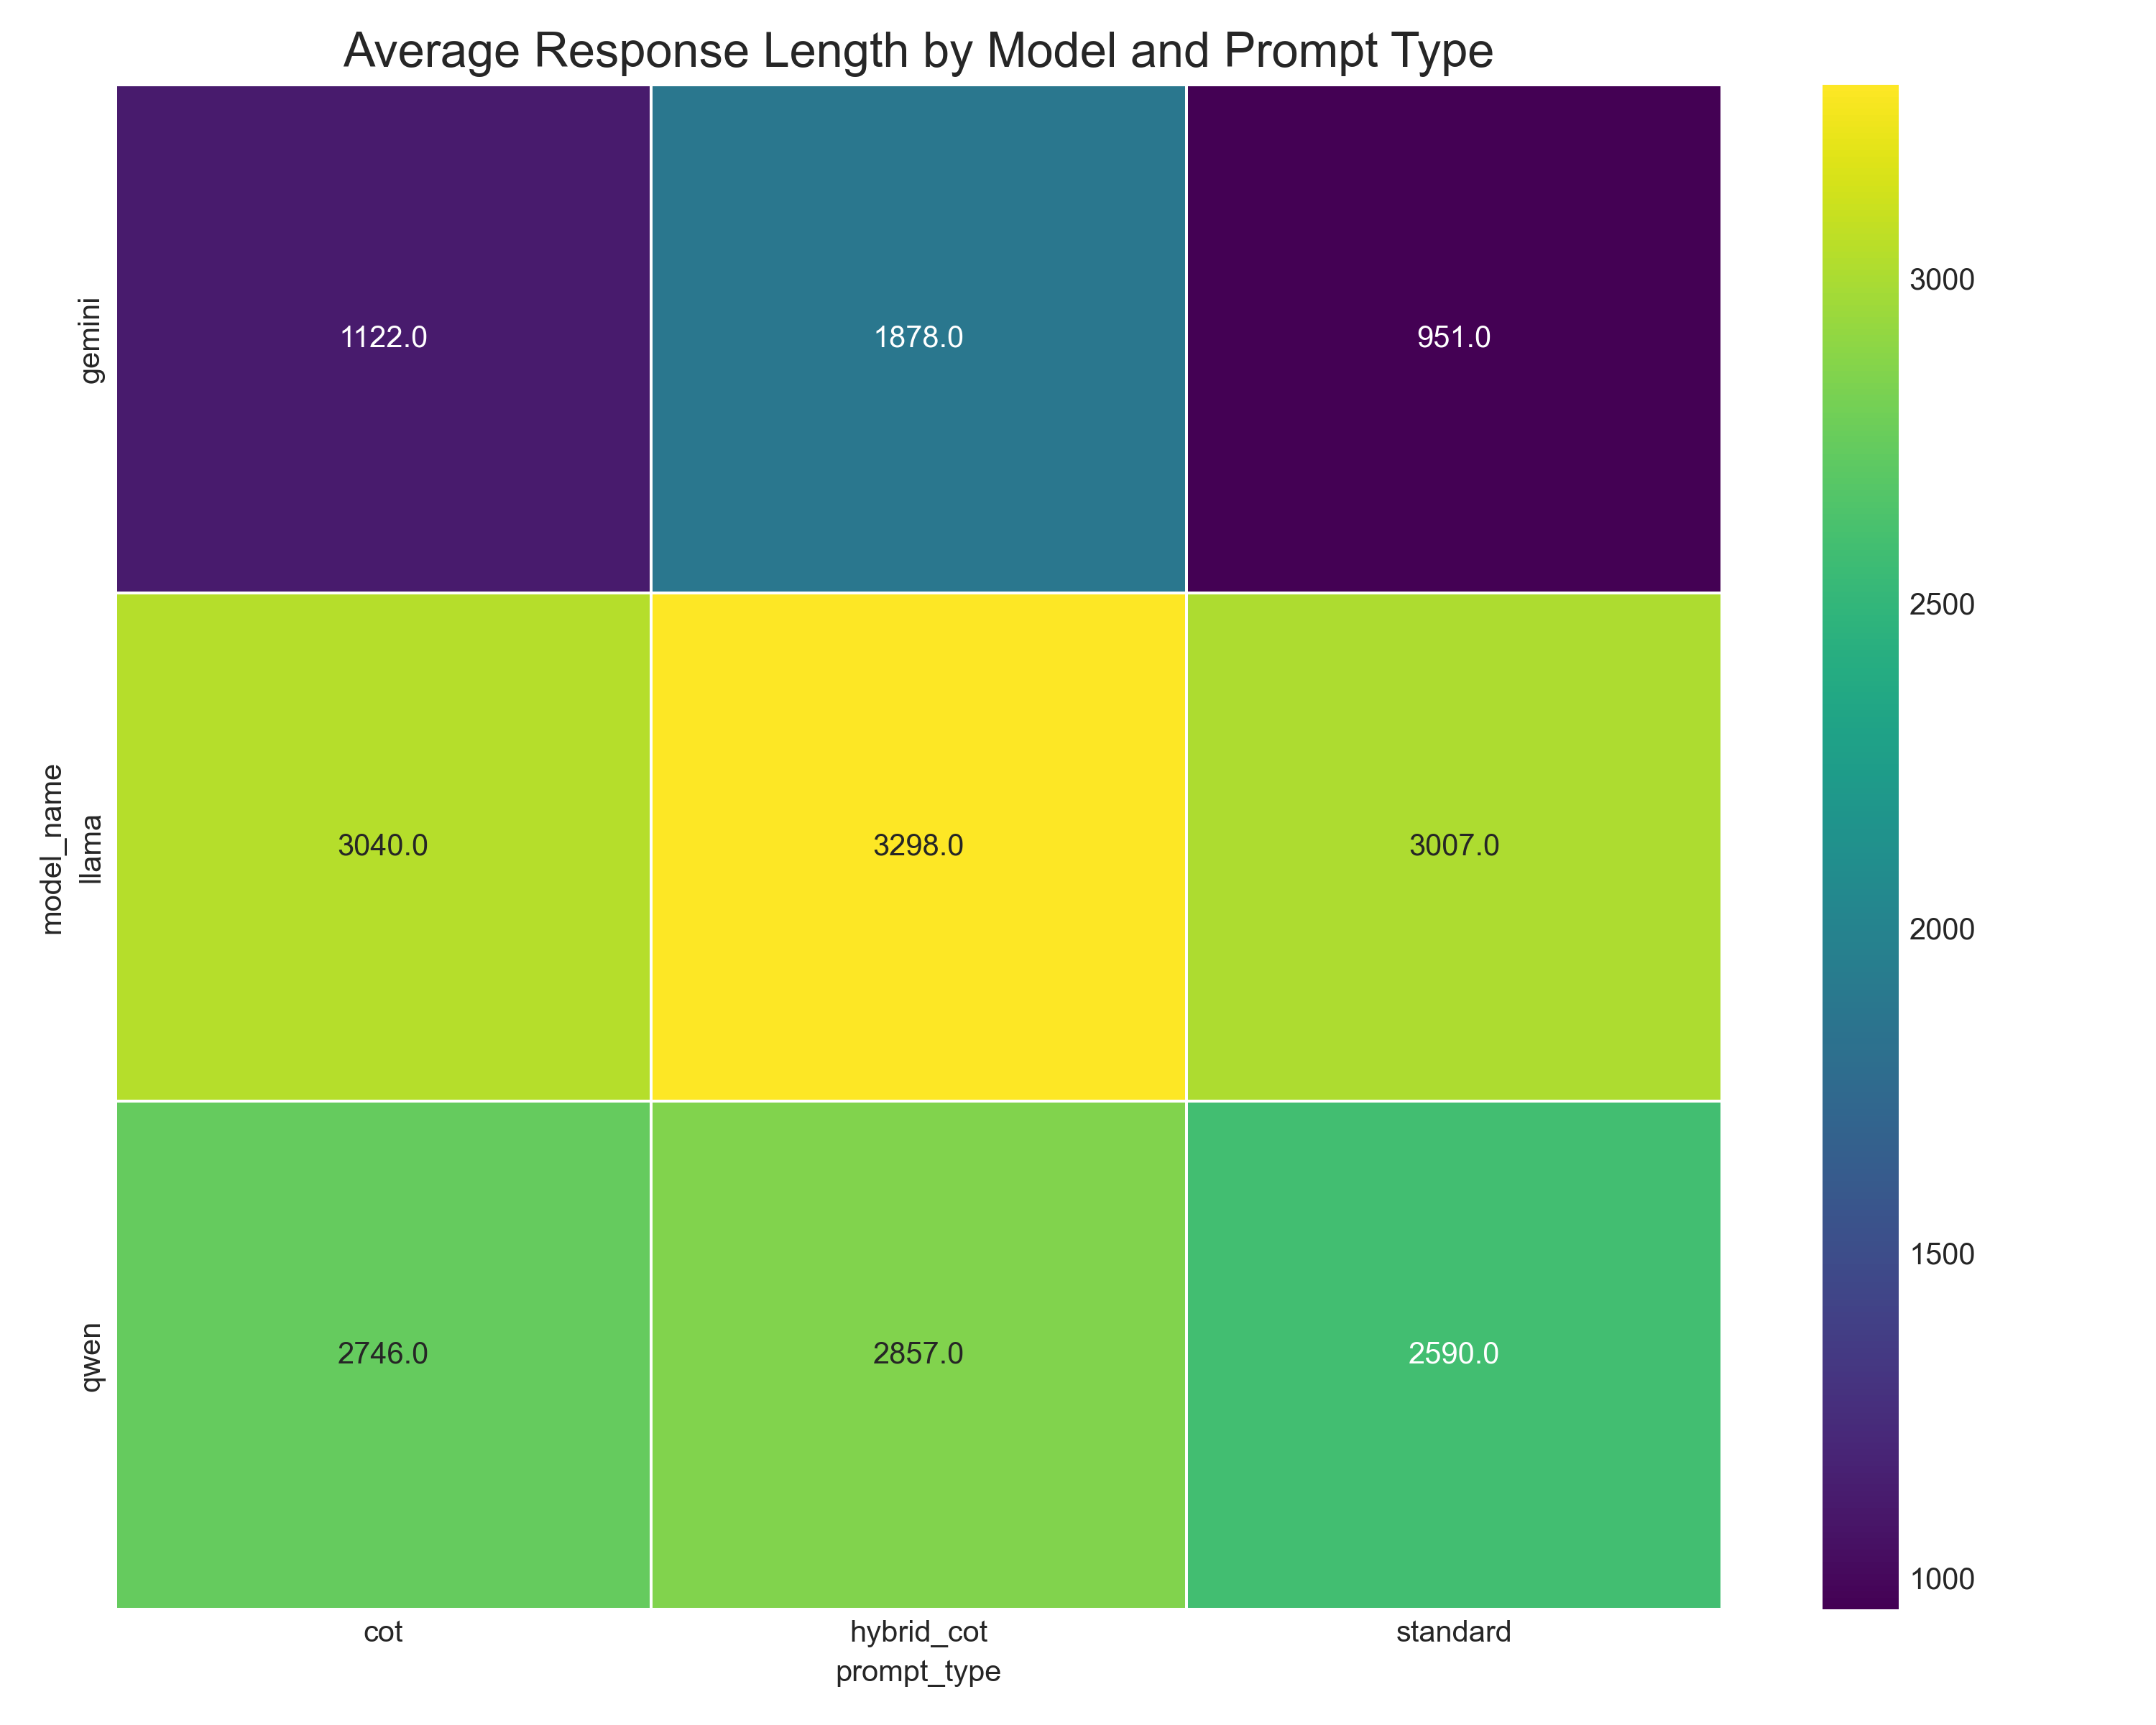 Average Response Length by Model and Prompt Type
model_name
gemini
1122.0 1878.0 951.0
llama
3040.0 3298.0 3007.0
qwen
2746.0 2857.0 2590.0
cot hybrid_cot standard
prompt_type
3000
2500
2000
1500
1000